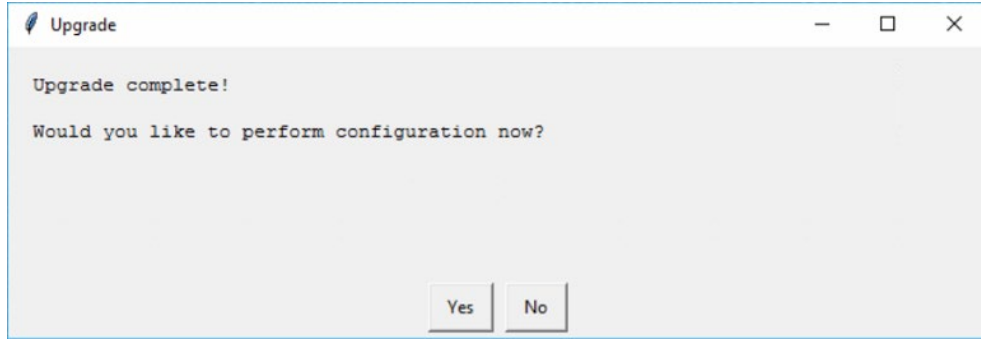 Upgrade
Upgrade complete!
Would you like to perform configuration now?
Yes No